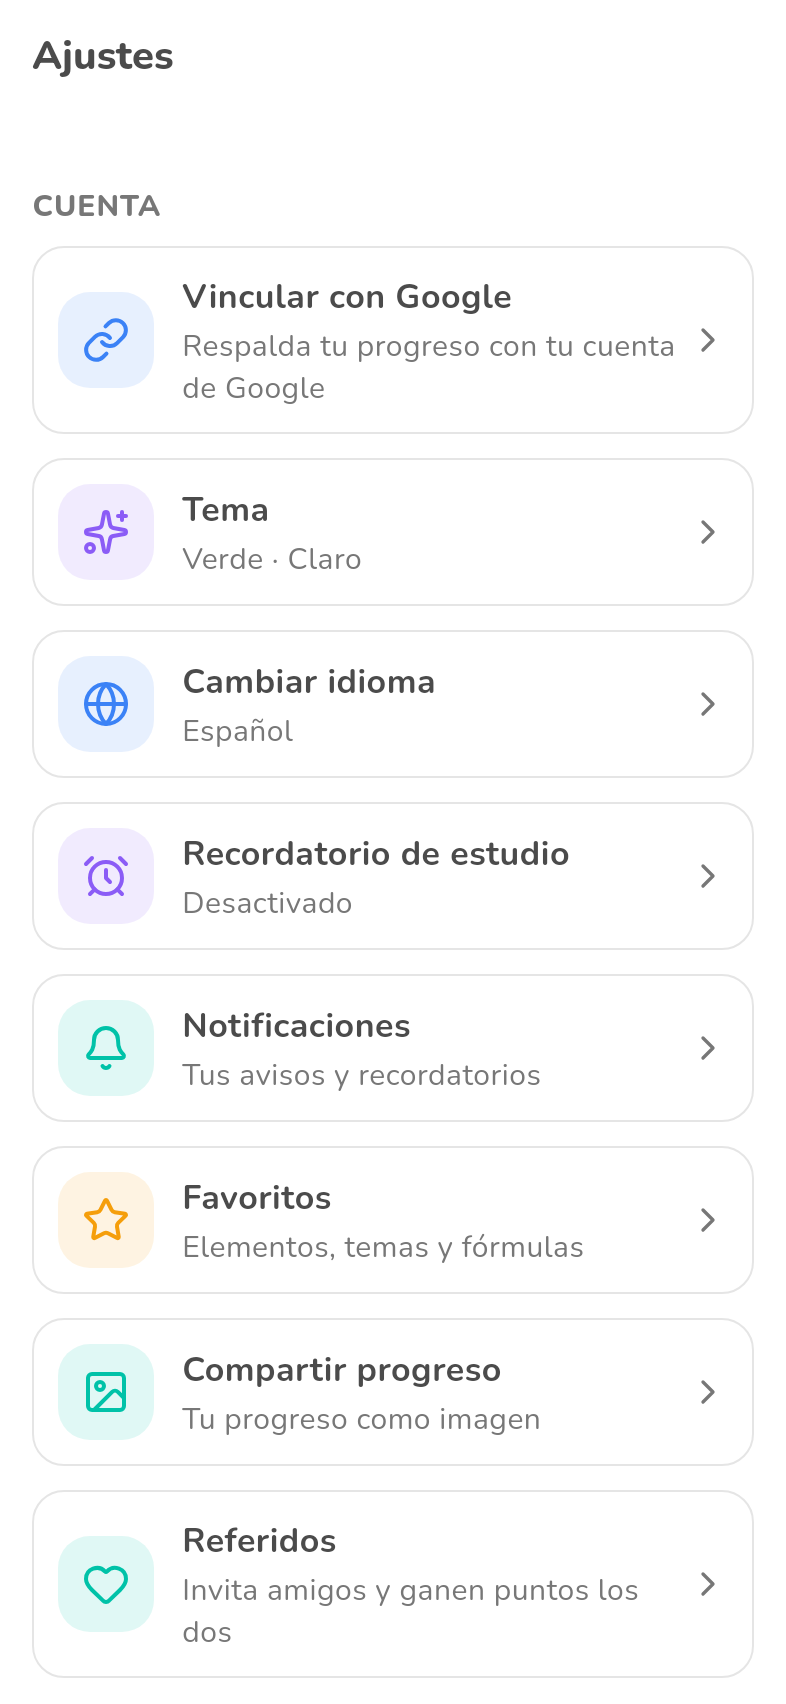 Ajustes
CUENTA
Vincular con Google
Respalda tu progreso con tu cuenta
de Google
Tema
Verde · Claro
Cambiar idioma
Español
Recordatorio de estudio
Desactivado
Notificaciones
Tus avisos y recordatorios
Favoritos
Elementos, temas y fórmulas
Compartir progreso
Tu progreso como imagen
Referidos
Invita amigos y ganen puntos los
dos